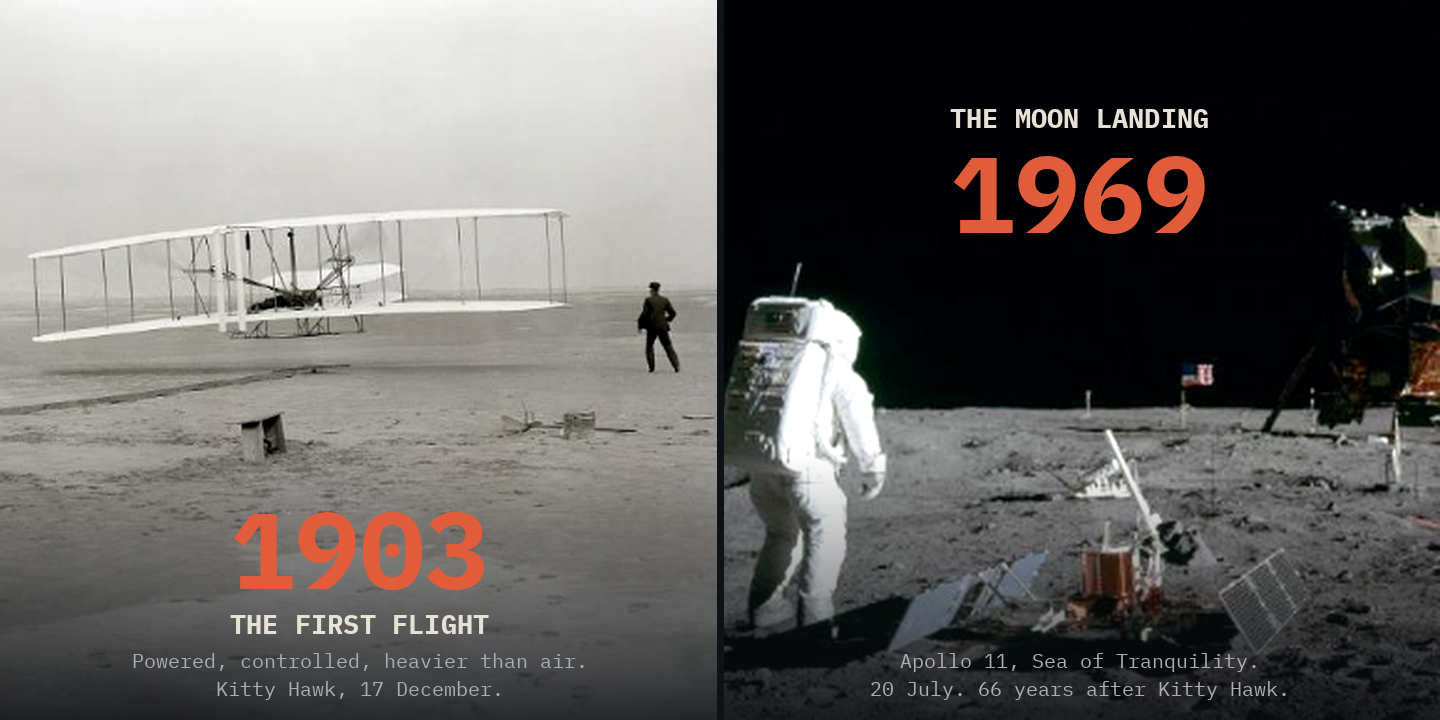 1903
THE FIRST FLIGHT
Powered, controlled, heavier than air.
Kitty Hawk, 17 December.
THE MOON LANDING
1969
Apollo 11, Sea of Tranquility.
20 July. 66 years after Kitty Hawk.